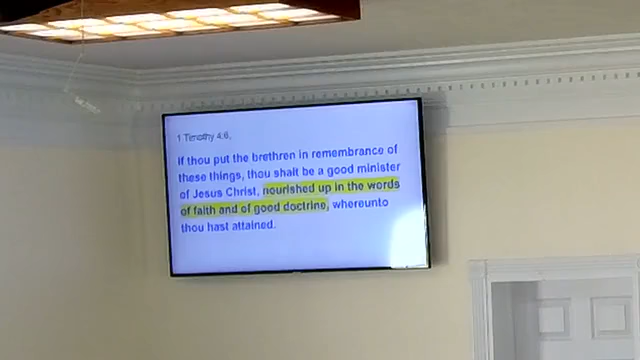 1 Timothy 4:6,
If thou put the brethren in remembrance of
these things, thou shalt be a good minister
of Jesus Christ, nourished up in the words
of faith and of good doctrine, whereunto
thou hast attained.